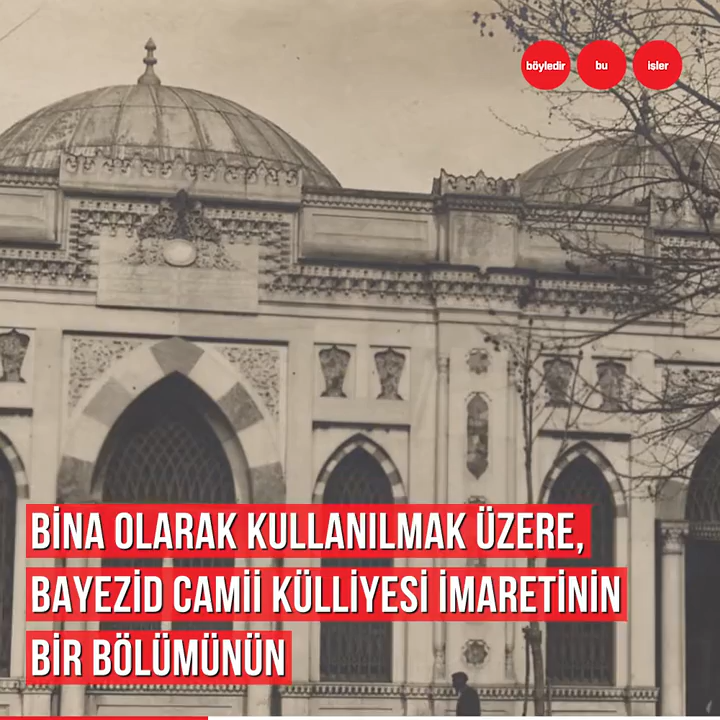 böyledir bu işler
BİNA OLARAK KULLANILMAK ÜZERE,
BAYEZİD CAMİİ KÜLLİYESİ İMARETİNİN
BİR BÖLÜMÜNÜN